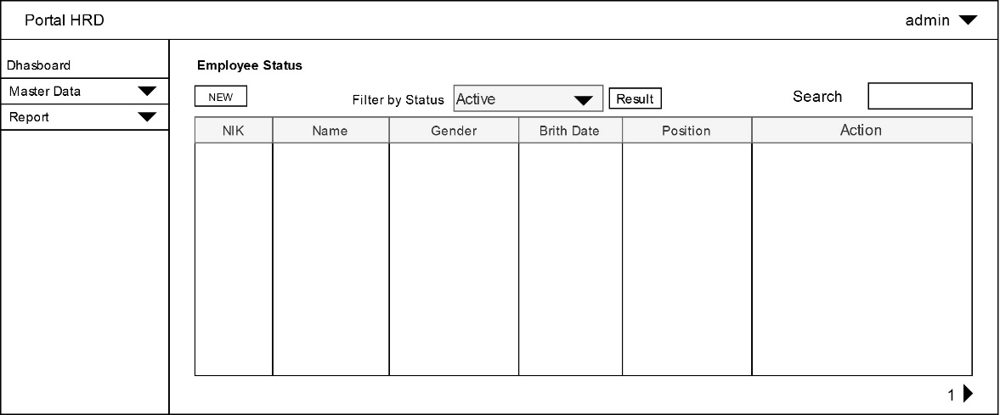 Portal HRD admin
Dhasboard
Master Data
Report
Employee Status
NEW Filter by Status Active Result Search
NIK Name Gender Brith Date Position Action
1